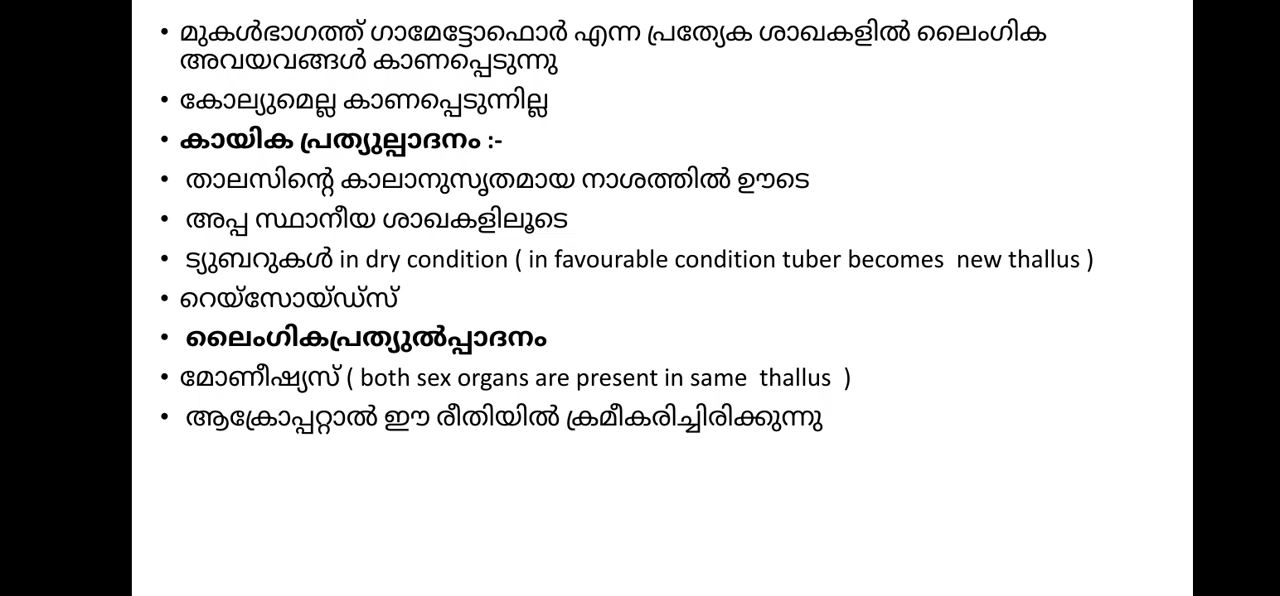 • മുകൾഭാഗത്ത് ഗാമേട്ടോഫൊർ എന്ന പ്രത്യേക ശാഖകളിൽ ലൈംഗിക
അവയവങ്ങൾ കാണപ്പെടുന്നു
• കോല്യുമെല്ല കാണപ്പെടുന്നില്ല
• കായിക പ്രത്യുല്പാദനം :-
• താലസിന്റെ കാലാനുസൃതമായ നാശത്തിൽ ഊടെ
• അപ്പ സ്ഥാനീയ ശാഖകളിലൂടെ
• ട്യുബറുകൾ in dry condition ( in favourable condition tuber becomes new thallus )
• റെയ്സോയ്ഡ്സ്
• ലൈംഗികപ്രത്യുൽപ്പാദനം
• മോണീഷ്യസ് ( both sex organs are present in same thallus )
• ആക്രോപ്പറ്റാൽ ഈ രീതിയിൽ ക്രമീകരിച്ചിരിക്കുന്നു